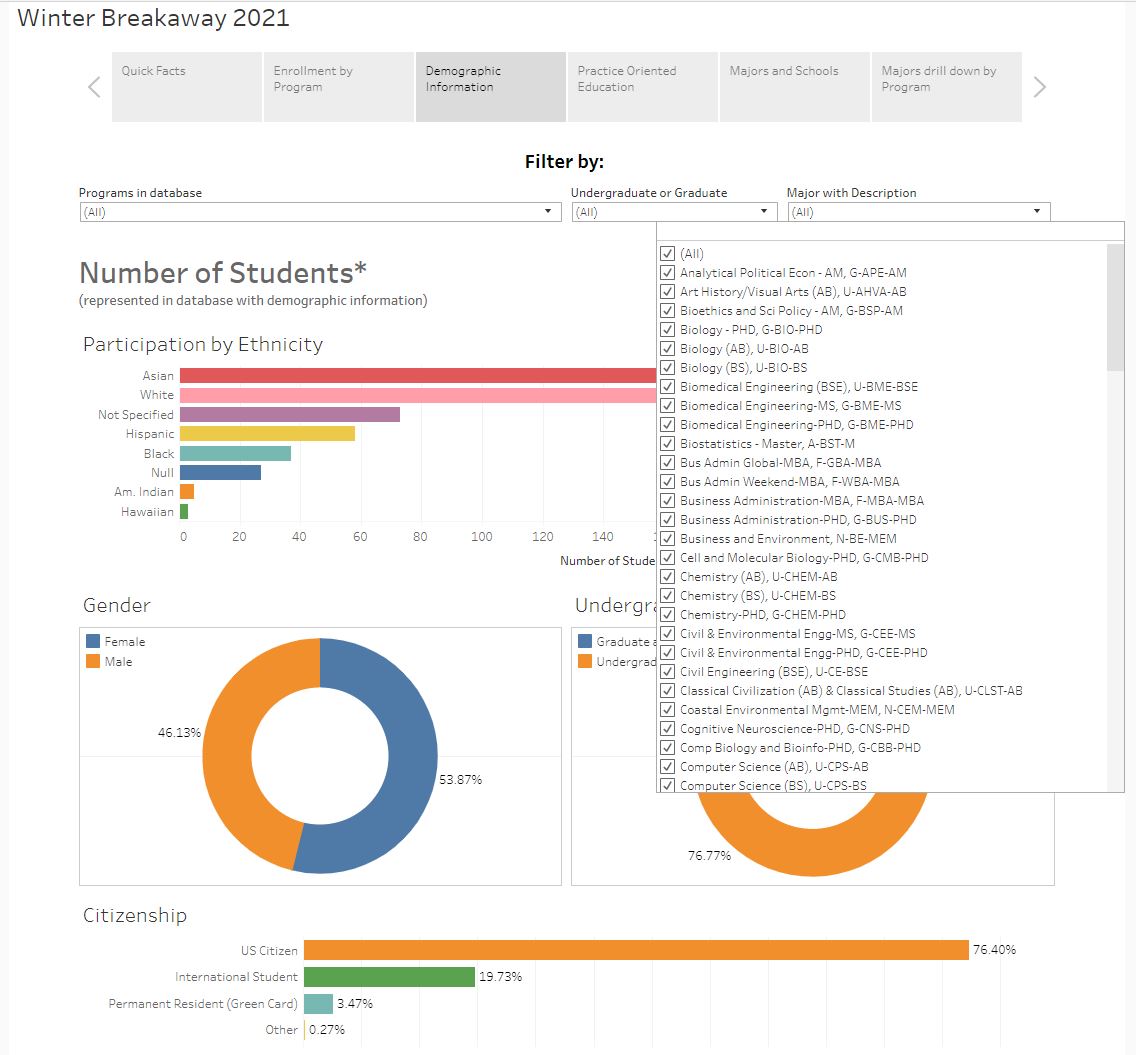 Winter Breakaway 2021
Quick Facts
Enrollment by
Program
Demographic
Information
Practice Oriented
Education
Majors and Schools
Majors drill down by
Program
Filter by:
Programs in database
(All)
Undergraduate or Graduate
(All)
Major with Description
(All)
(All)
Analytical Political Econ - AM, G-APE-AM
Art History/Visual Arts (AB), U-AHVA-AB
Bioethics and Sci Policy - AM, G-BSP-AM
Biology - PHD, G-BIO-PHD
Biology (AB), U-BIO-AB
Biology (BS), U-BIO-BS
Biomedical Engineering (BSE), U-BME-BSE
Biomedical Engineering-MS, G-BME-MS
Biomedical Engineering-PHD, G-BME-PHD
Biostatistics - Master, A-BST-M
Bus Admin Global-MBA, F-GBA-MBA
Bus Admin Weekend-MBA, F-WBA-MBA
Business Administration-MBA, F-MBA-MBA
Business Administration-PHD, G-BUS-PHD
Business and Environment, N-BE-MEM
Cell and Molecular Biology-PHD, G-CMB-PHD
Chemistry (AB), U-CHEM-AB
Chemistry (BS), U-CHEM-BS
Chemistry-PHD, G-CHEM-PHD
Civil & Environmental Engg-MS, G-CEE-MS
Civil & Environmental Engg-PHD, G-CEE-PHD
Civil Engineering (BSE), U-CE-BSE
Classical Civilization (AB) & Classical Studies (AB), U-CLST-AB
Coastal Environmental Mgmt-MEM, N-CEM-MEM
Cognitive Neuroscience-PHD, G-CNS-PHD
Comp Biology and Bioinfo-PHD, G-CBB-PHD
Computer Science (AB), U-CPS-AB
Computer Science (BS), U-CPS-BS
Number of Students*
(represented in database with demographic information)
Participation by Ethnicity
Asian
White
Not Specified
Hispanic
Black
Null
Am. Indian
Hawaiian
0 20 40 60 80 100 120 140
Number of Stude
Gender
Female
Male
46.13%
53.87%
Undergra
Graduate a
Undergrad
76.77%
Citizenship
US Citizen 76.40%
International Student 19.73%
Permanent Resident (Green Card) 3.47%
Other 0.27%